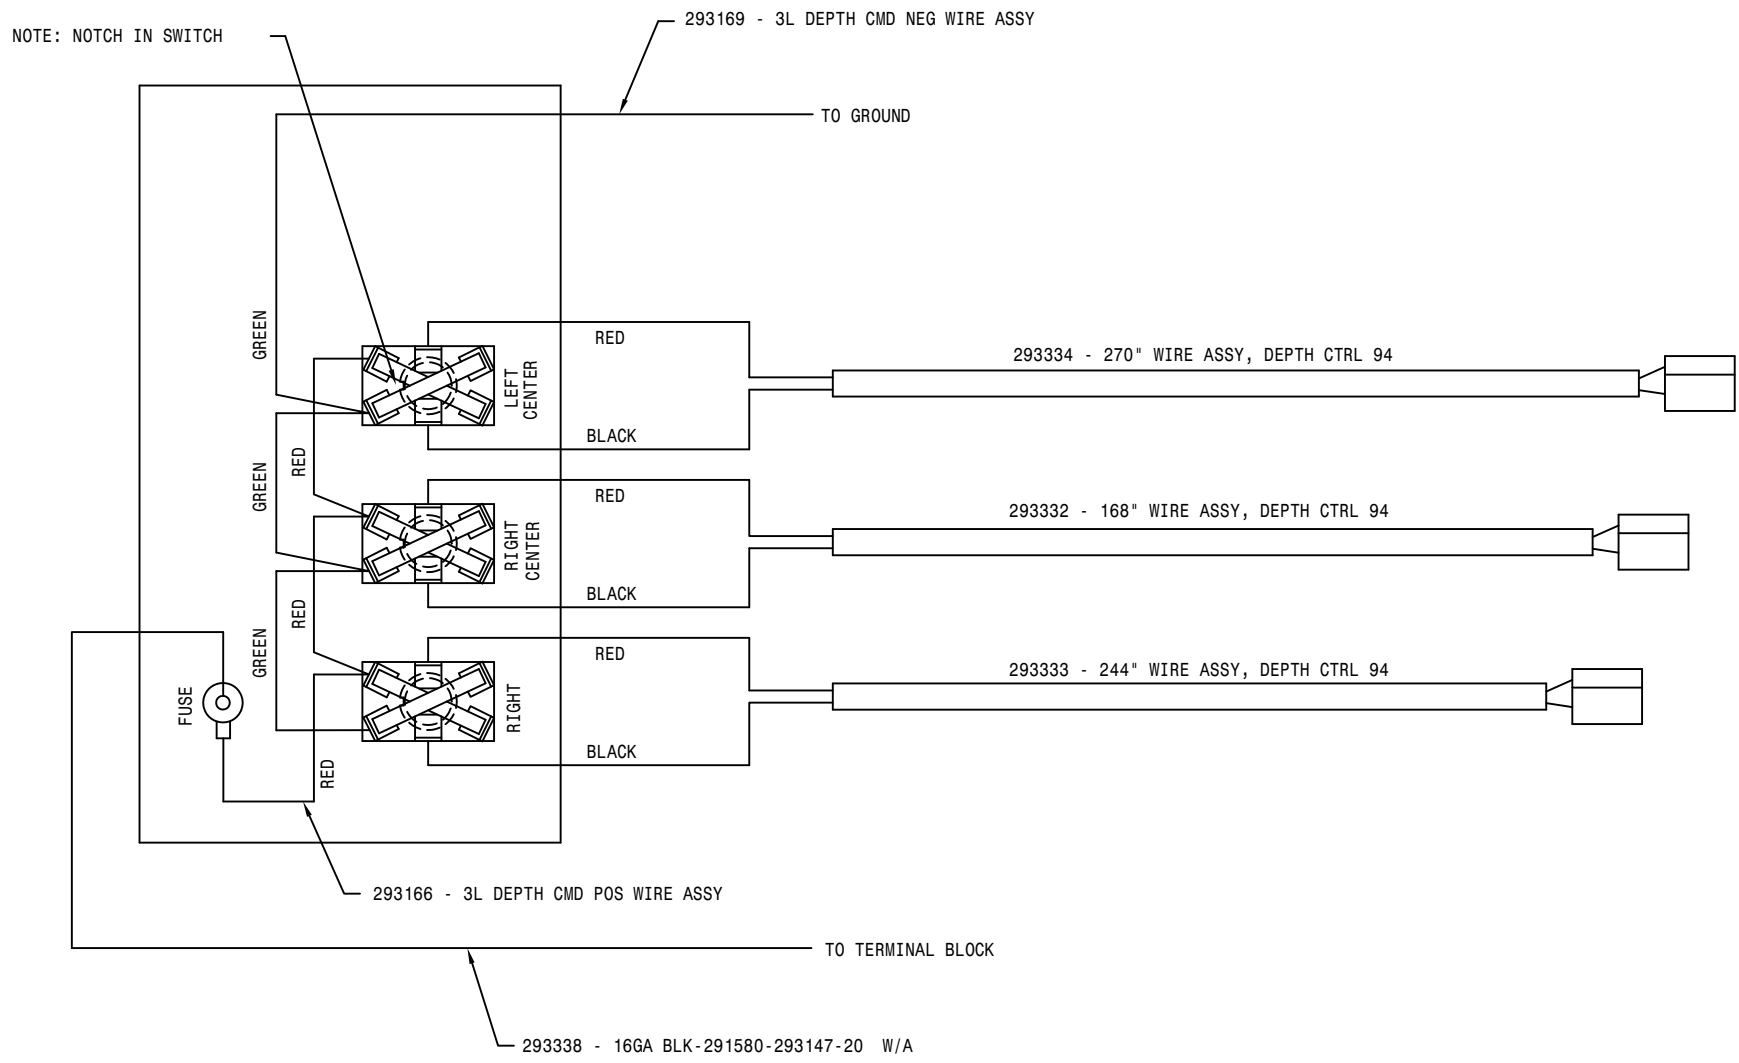 293169 - 3L DEPTH CMD NEG WIRE ASSY
NOTE: NOTCH IN SWITCH
TO GROUND
GREEN
RED
LEFT
CENTER
293334 - 270" WIRE ASSY, DEPTH CTRL 94
BLACK
GREEN
RED
RED
RIGHT
CENTER
293332 - 168" WIRE ASSY, DEPTH CTRL 94
BLACK
GREEN
RED
RED
FUSE
RIGHT
293333 - 244" WIRE ASSY, DEPTH CTRL 94
BLACK
RED
293166 - 3L DEPTH CMD POS WIRE ASSY
TO TERMINAL BLOCK
293338 - 16GA BLK-291580-293147-20 W/A